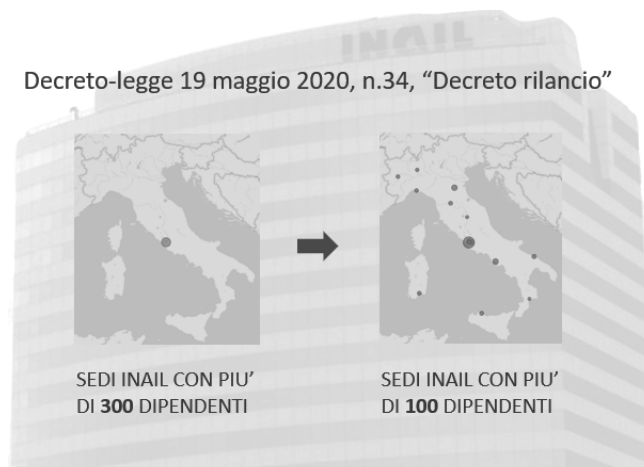 INAIL
Decreto-legge 19 maggio 2020, n.34, “Decreto rilancio”
SEDI INAIL CON PIU’
DI 300 DIPENDENTI
SEDI INAIL CON PIU’
DI 100 DIPENDENTI